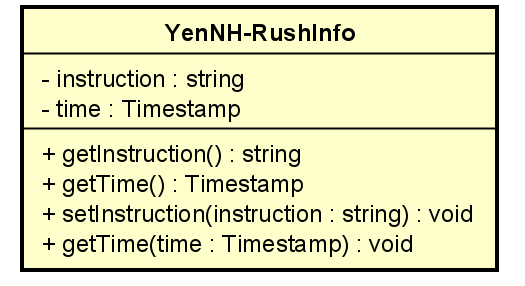 YenNH-RushInfo
- instruction : string
- time : Timestamp
+ getInstruction() : string
+ getTime() : Timestamp
+ setInstruction(instruction : string) : void
+ getTime(time : Timestamp) : void